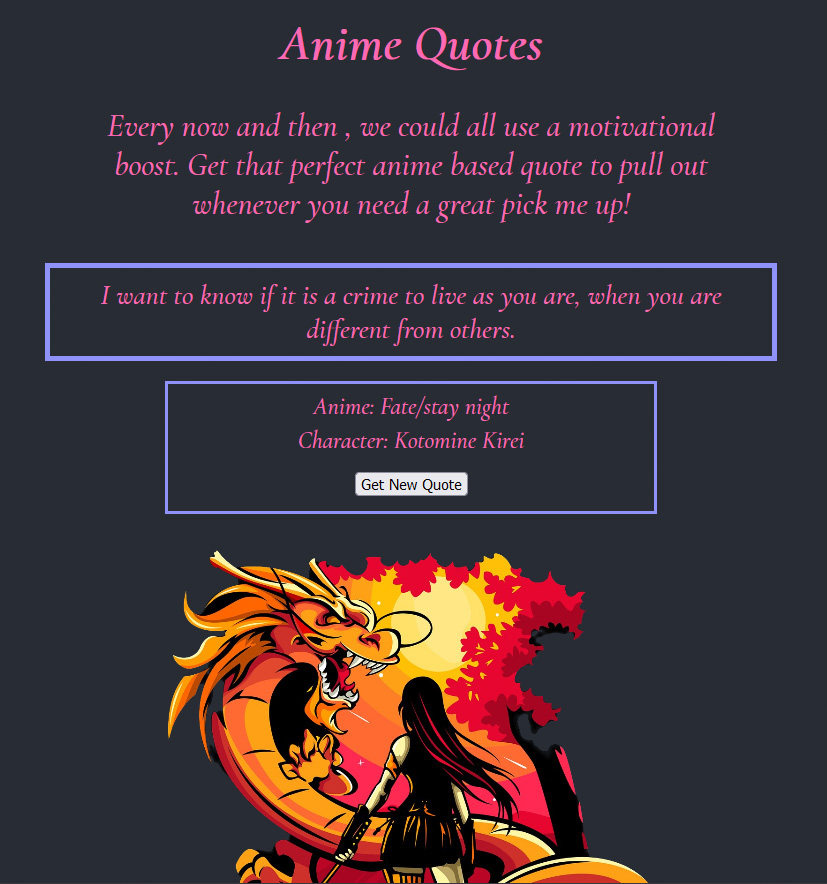 Anime Quotes
Every now and then , we could all use a motivational
boost. Get that perfect anime based quote to pull out
whenever you need a great pick me up!
I want to know if it is a crime to live as you are, when you are
different from others.
Anime: Fate/stay night
Character: Kotomine Kirei
Get New Quote